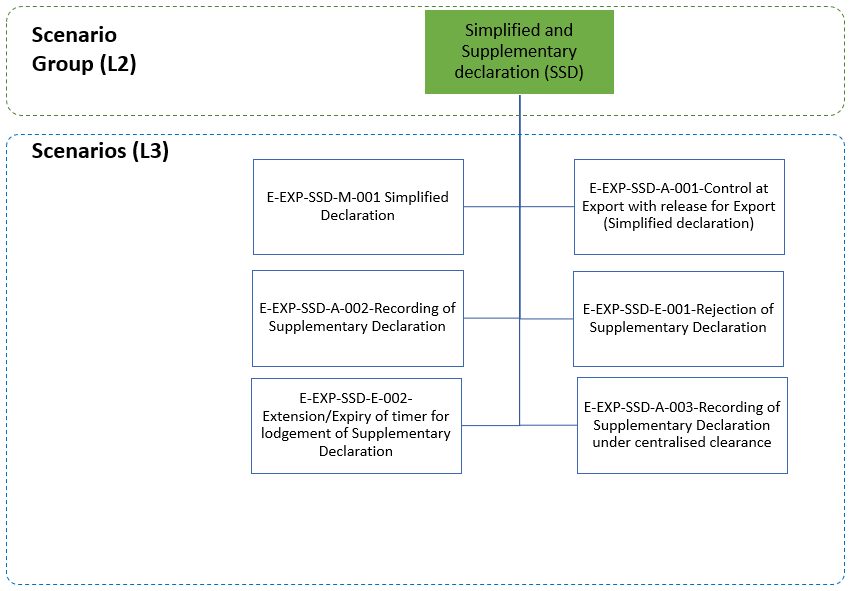 Scenario
Group (L2)
Simplified and
Supplementary
declaration (SSD)
Scenarios (L3)
E-EXP-SSD-M-001 Simplified
Declaration
E-EXP-SSD-A-001-Control at
Export with release for Export
(Simplified declaration)
E-EXP-SSD-A-002-Recording of
Supplementary Declaration
E-EXP-SSD-E-001-Rejection of
Supplementary Declaration
E-EXP-SSD-E-002-
Extension/Expiry of timer for
lodgement of Supplementary
Declaration
E-EXP-SSD-A-003-Recording of
Supplementary Declaration
under centralised clearance